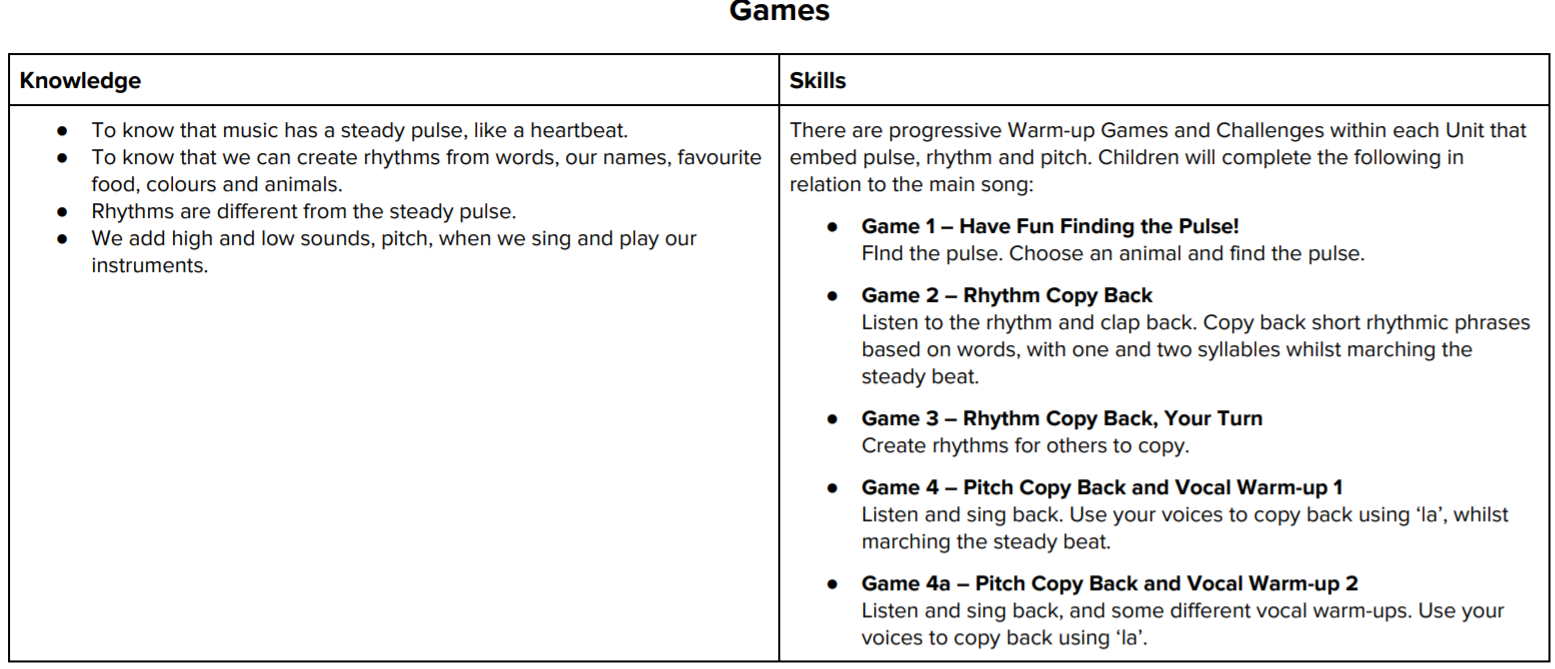 Games
Knowledge
Skills
● To know that music has a steady pulse, like a heartbeat.
● To know that we can create rhythms from words, our names, favourite
food, colours and animals.
● Rhythms are different from the steady pulse.
● We add high and low sounds, pitch, when we sing and play our
instruments.
There are progressive Warm-up Games and Challenges within each Unit that
embed pulse, rhythm and pitch. Children will complete the following in
relation to the main song:
● Game 1 – Have Fun Finding the Pulse!
FInd the pulse. Choose an animal and find the pulse.
● Game 2 – Rhythm Copy Back
Listen to the rhythm and clap back. Copy back short rhythmic phrases
based on words, with one and two syllables whilst marching the
steady beat.
● Game 3 – Rhythm Copy Back, Your Turn
Create rhythms for others to copy.
● Game 4 – Pitch Copy Back and Vocal Warm-up 1
Listen and sing back. Use your voices to copy back using ‘la’, whilst
marching the steady beat.
● Game 4a – Pitch Copy Back and Vocal Warm-up 2
Listen and sing back, and some different vocal warm-ups. Use your
voices to copy back using ‘la’.